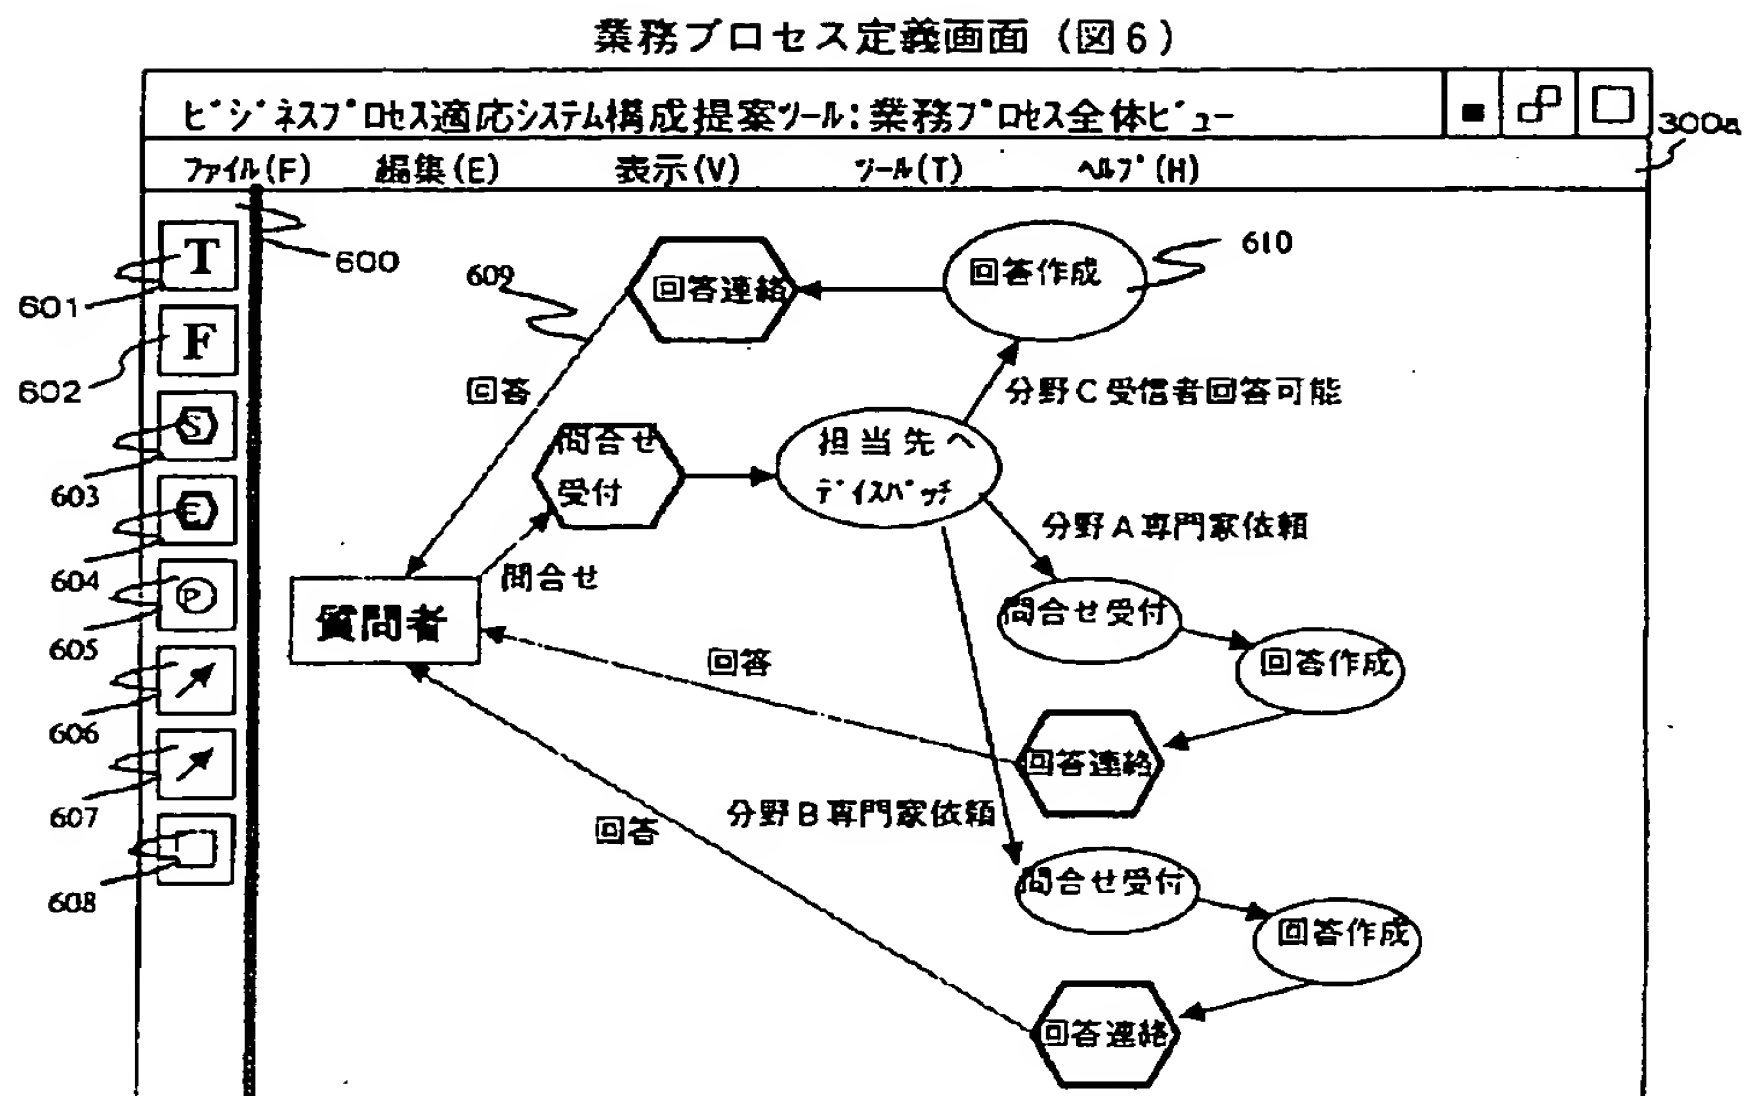 業務プロセス定義画面（図6）
ビジネスプロセス適応システム構成提案ツール：業務プロセス全体ビュー
300a
ファイル(F) 編集(E) 表示(V) ツール(T) ヘルプ(H)
T
600
601
F
602
S
603
E
604
P
605
606
607
608
609
回答連絡
回答作成
610
回答
分野C受信者回答可能
問合せ
受付
担当先へ
ディスパッチ
分野A専門家依頼
問合せ
質問者
問合せ受付
回答
回答作成
回答連絡
分野B専門家依頼
回答
問合せ受付
回答作成
回答連絡